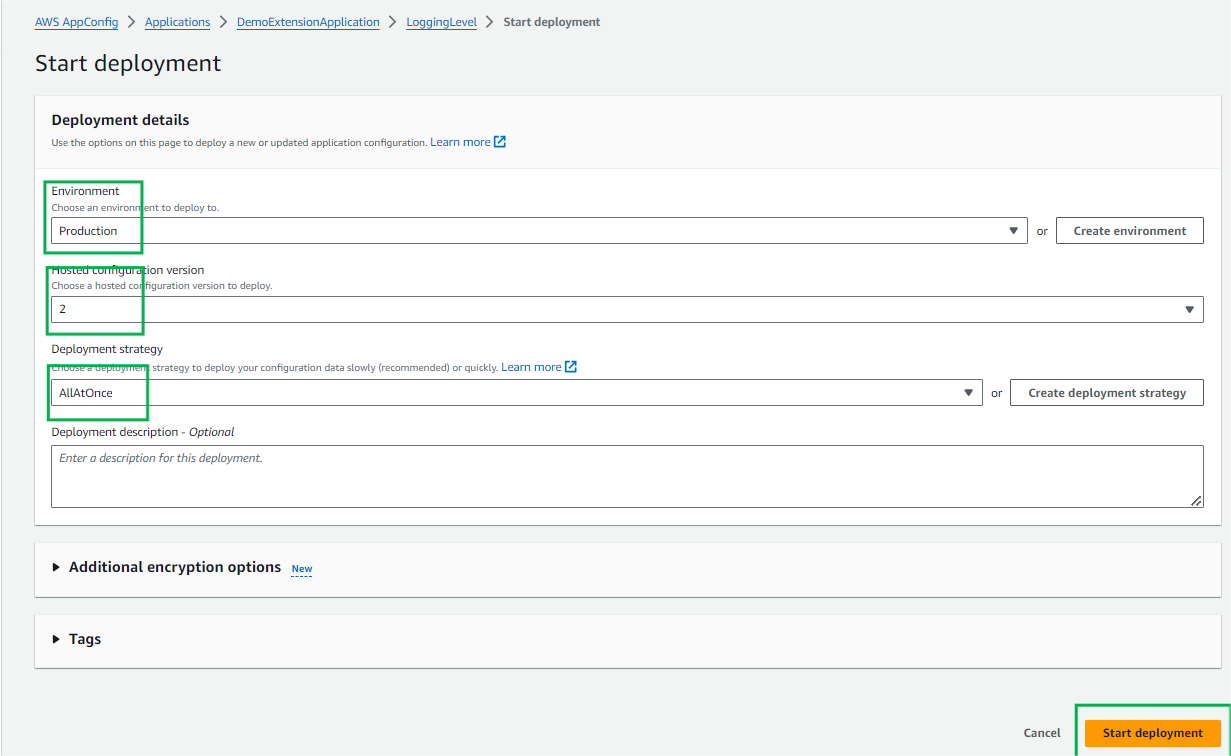 AWS AppConfig > Applications > DemoExtensionApplication > LoggingLevel > Start deployment
Start deployment
Deployment details
Use the options on this page to deploy a new or updated application configuration. Learn more
Environment
Choose an environment to deploy to.
Production or Create environment
Hosted configuration version
Choose a hosted configuration version to deploy.
2
Deployment strategy
Choose a deployment strategy to deploy your configuration data slowly (recommended) or quickly. Learn more
AllAtOnce or Create deployment strategy
Deployment description - Optional
Enter a description for this deployment.
Additional encryption options New
Tags
Cancel Start deployment